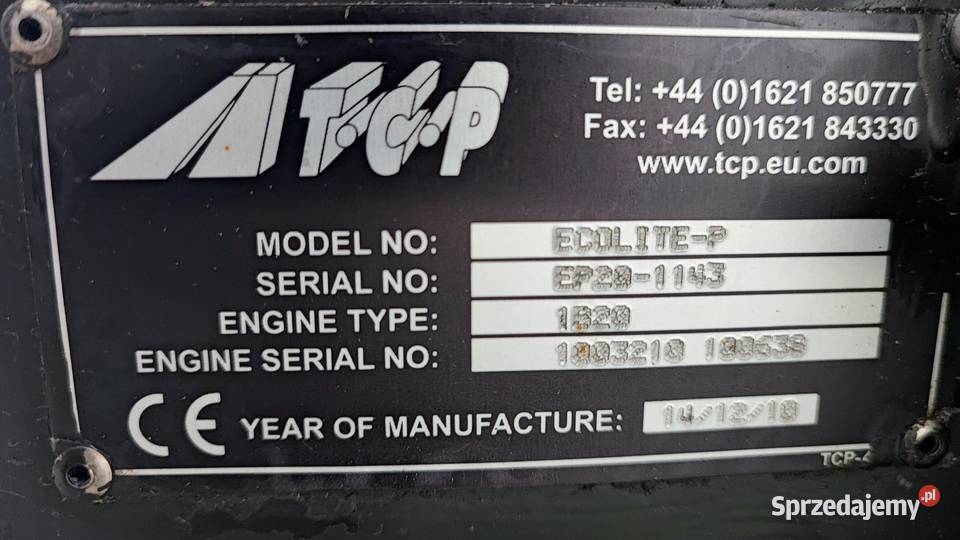 T.C.P
Tel: +44 (0)1621 850777
Fax: +44 (0)1621 843330
www.tcp.eu.com
MODEL NO: ECOLITE-P
SERIAL NO: EP20-1143
ENGINE TYPE: 1B20
ENGINE SERIAL NO: 1003210 100638
CE YEAR OF MANUFACTURE: 14/12/10
TCP-4
Sprzedajemy.pl